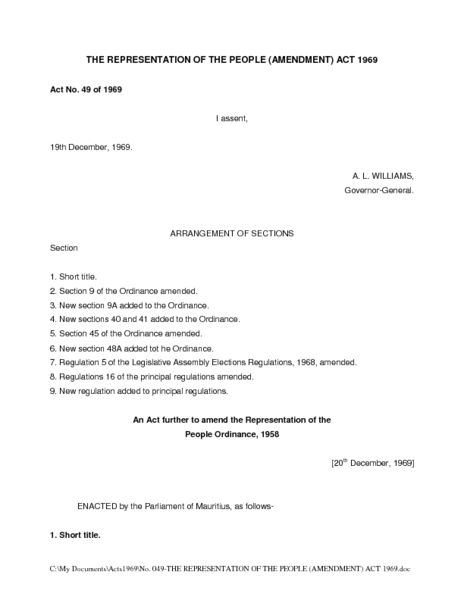 THE REPRESENTATION OF THE PEOPLE (AMENDMENT) ACT 1969
Act No. 49 of 1969
I assent,
19th December, 1969.
A. L. WILLIAMS,
Governor-General.
ARRANGEMENT OF SECTIONS
Section
1. Short title.
2. Section 9 of the Ordinance amended.
3. New section 9A added to the Ordinance.
4. New sections 40 and 41 added to the Ordinance.
5. Section 45 of the Ordinance amended.
6. New section 48A added tot he Ordinance.
7. Regulation 5 of the Legislative Assembly Elections Regulations, 1968, amended.
8. Regulations 16 of the principal regulations amended.
9. New regulation added to principal regulations.
An Act further to amend the Representation of the
People Ordinance, 1958
[20th December, 1969]
ENACTED by the Parliament of Mauritius, as follows-
1. Short title.
C:\My Documents\Acts1969\No. 049-THE REPRESENTATION OF THE PEOPLE (AMENDMENT) ACT 1969.doc